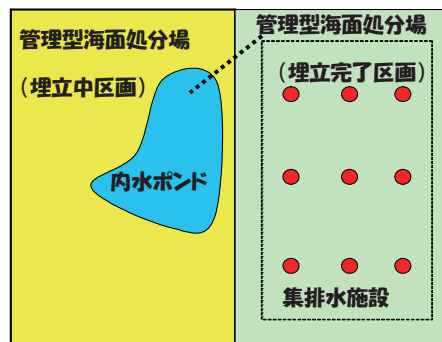 管理型海面処分場
（埋立中区画）
内水ポンド
管理型海面処分場
（埋立完了区画）
集排水施設